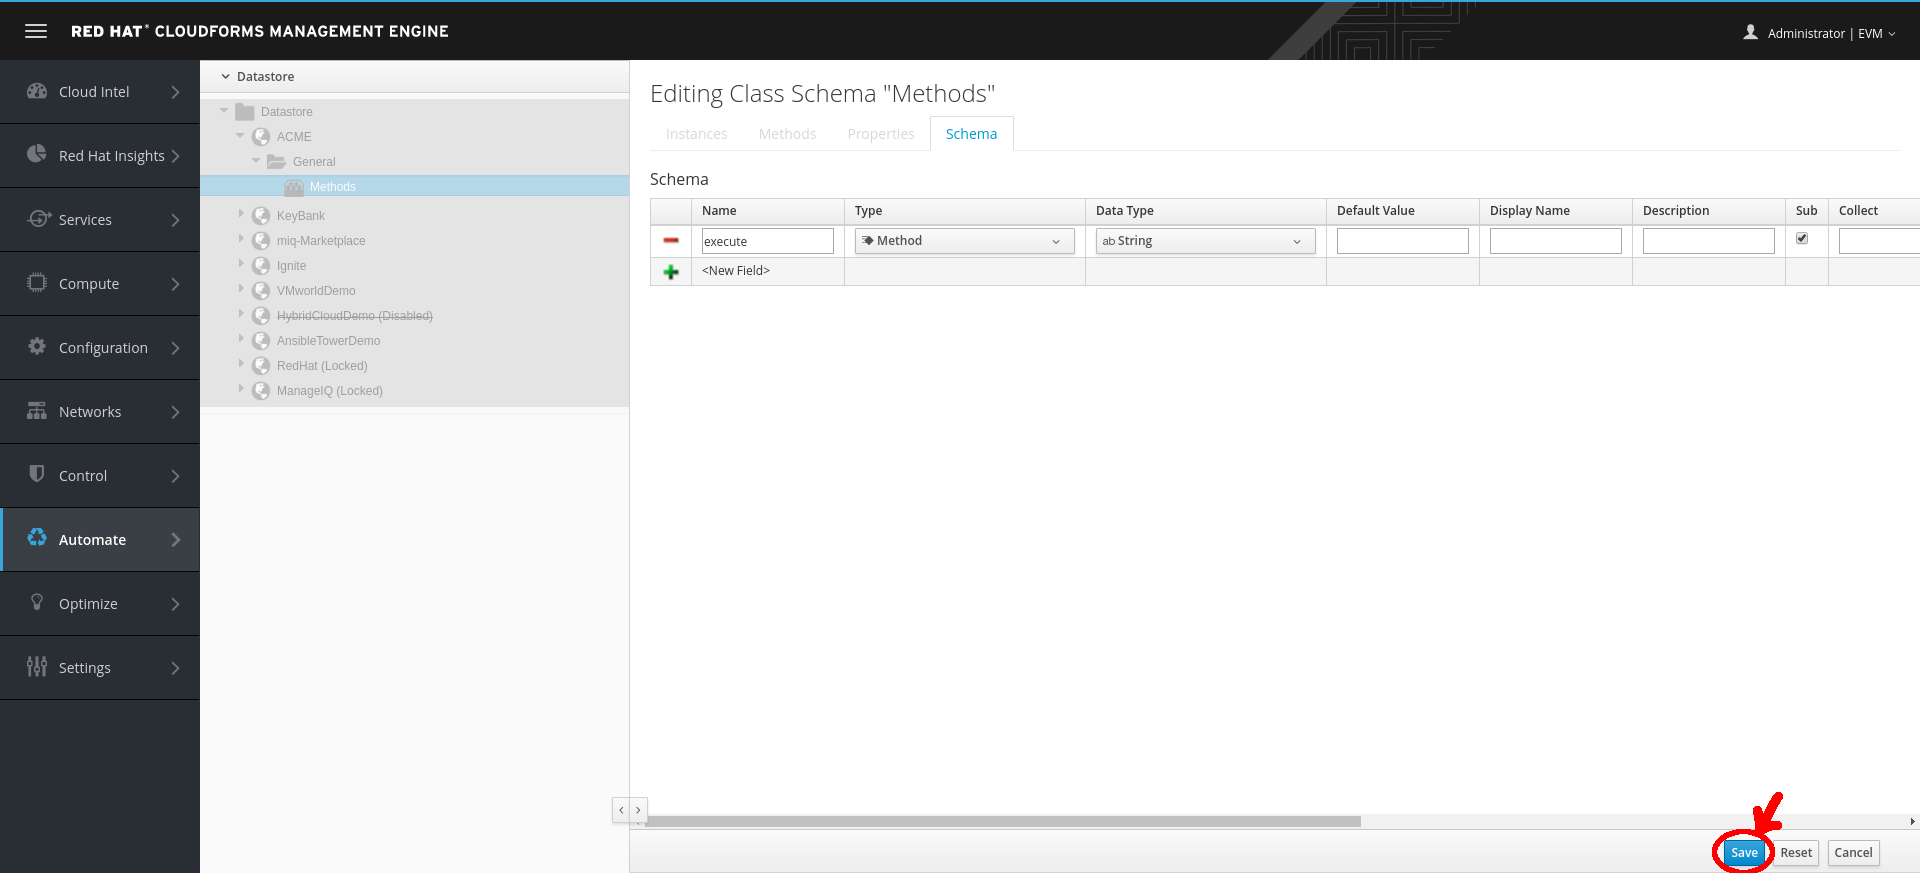 RED HAT® CLOUDFORMS MANAGEMENT ENGINE
Administrator | EVM
Cloud Intel
Red Hat Insights
Services
Compute
Configuration
Networks
Control
Automate
Optimize
Settings
Datastore
Datastore
ACME
General
Methods
KeyBank
miq-Marketplace
Ignite
VMworldDemo
HybridCloudDemo (Disabled)
AnsibleTowerDemo
RedHat (Locked)
ManageIQ (Locked)
Editing Class Schema "Methods"
Instances Methods Properties Schema
Schema
Name Type Data Type Default Value Display Name Description Sub Collect
execute Method ab String
<New Field>
Save Reset Cancel